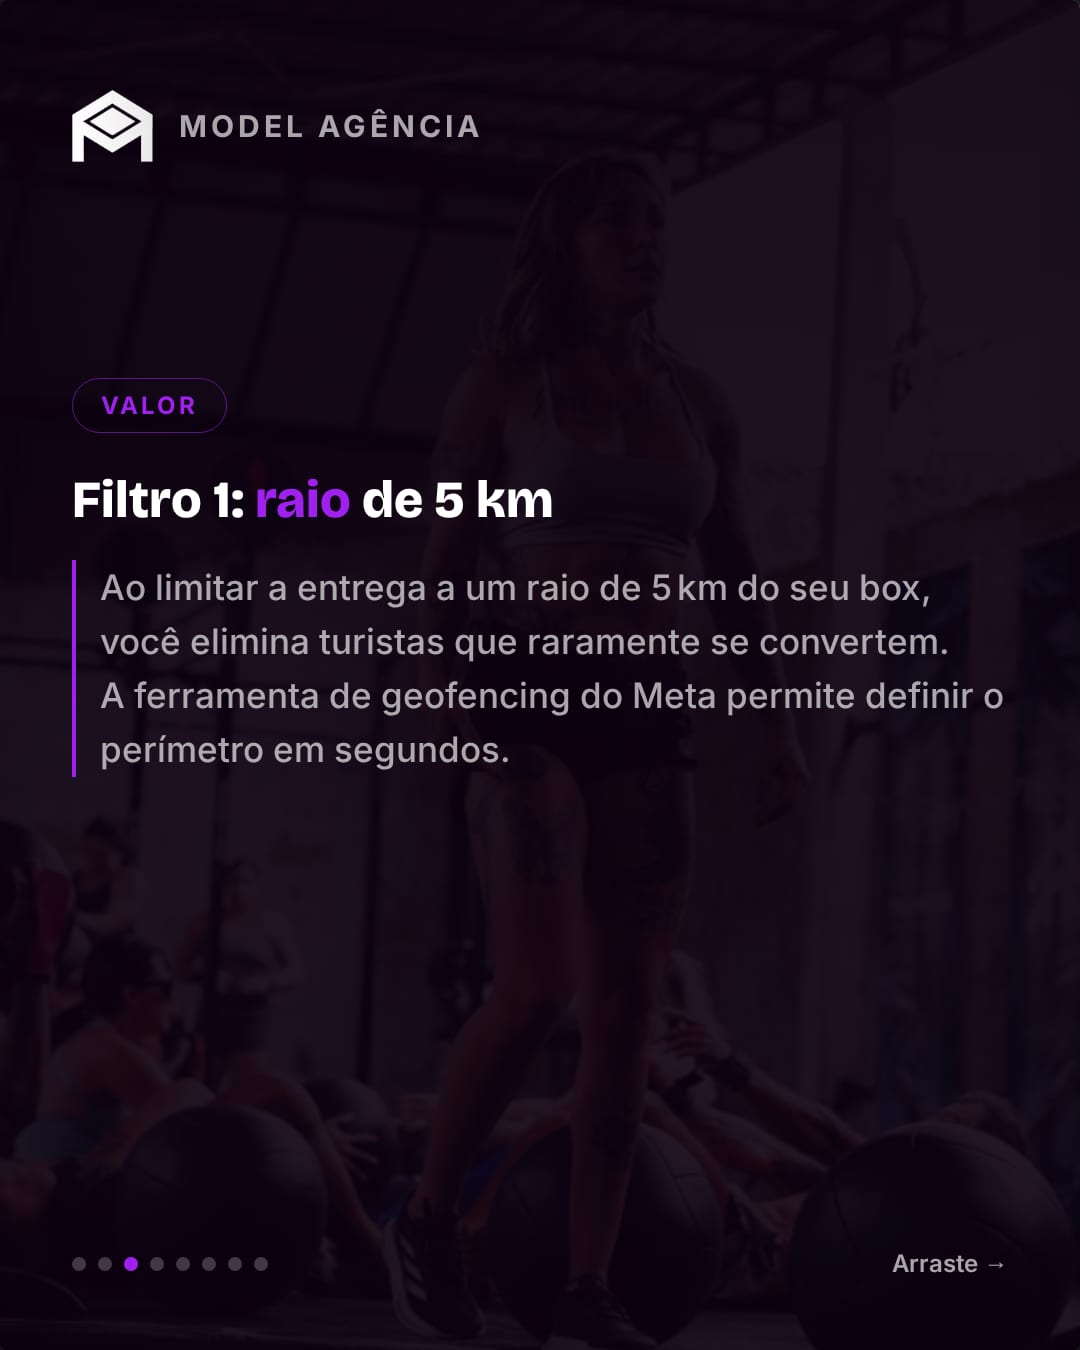 MODEL AGÊNCIA
VALOR
Filtro 1: raio de 5 km
Ao limitar a entrega a um raio de 5 km do seu box,
você elimina turistas que raramente se convertem.
A ferramenta de geofencing do Meta permite definir o
perímetro em segundos.
Arraste →